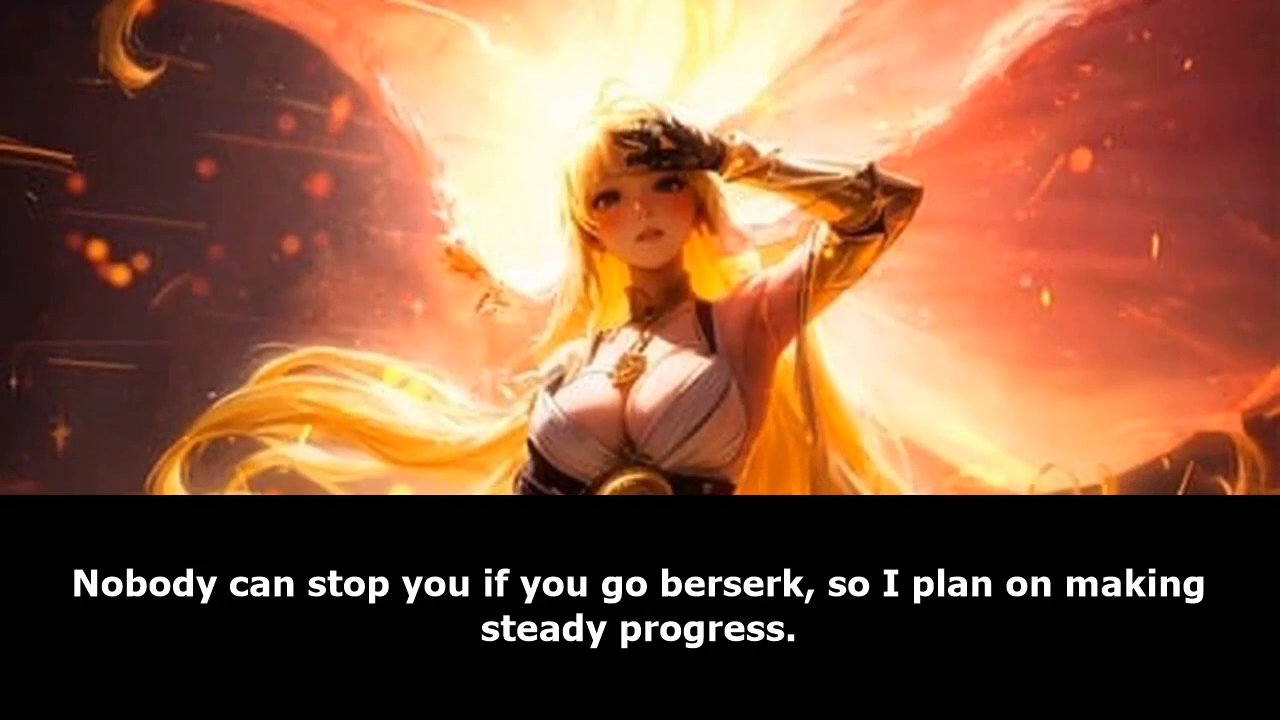 Nobody can stop you if you go berserk, so I plan on making
steady progress.